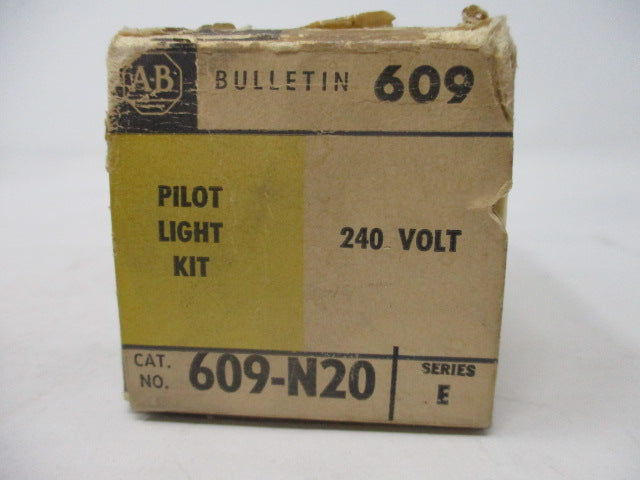 A-B BULLETIN 609
PILOT
LIGHT
KIT
240 VOLT
CAT.
NO. 609-N20
SERIES
E